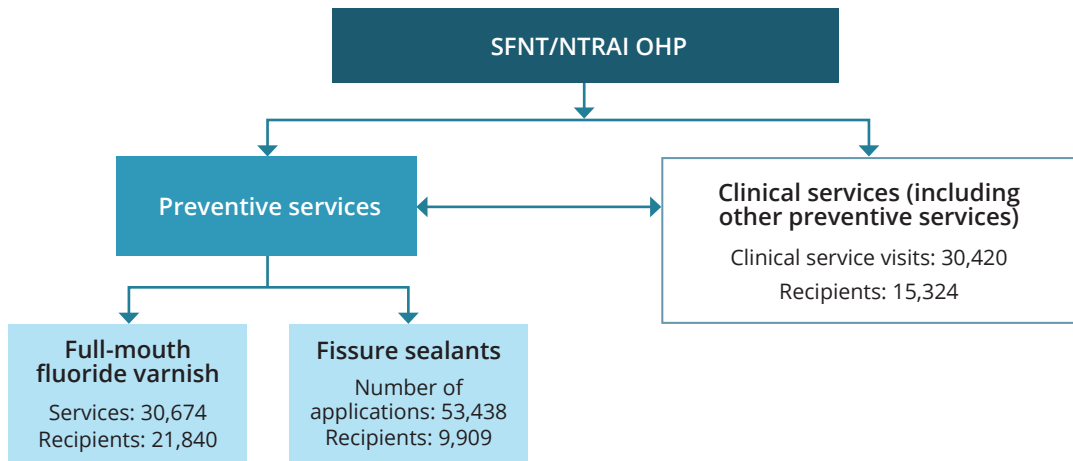 SFNT/NTRAI OHP
Preventive services
Clinical services (including
other preventive services)
Clinical service visits: 30,420
Recipients: 15,324
Full-mouth
fluoride varnish
Services: 30,674
Recipients: 21,840
Fissure sealants
Number of
applications: 53,438
Recipients: 9,909